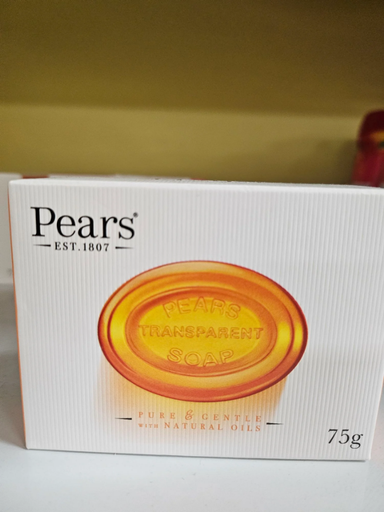 Pears®
EST. 1807
PEARS
TRANSPARENT
SOAP
PURE & GENTLE
WITH NATURAL OILS
75g